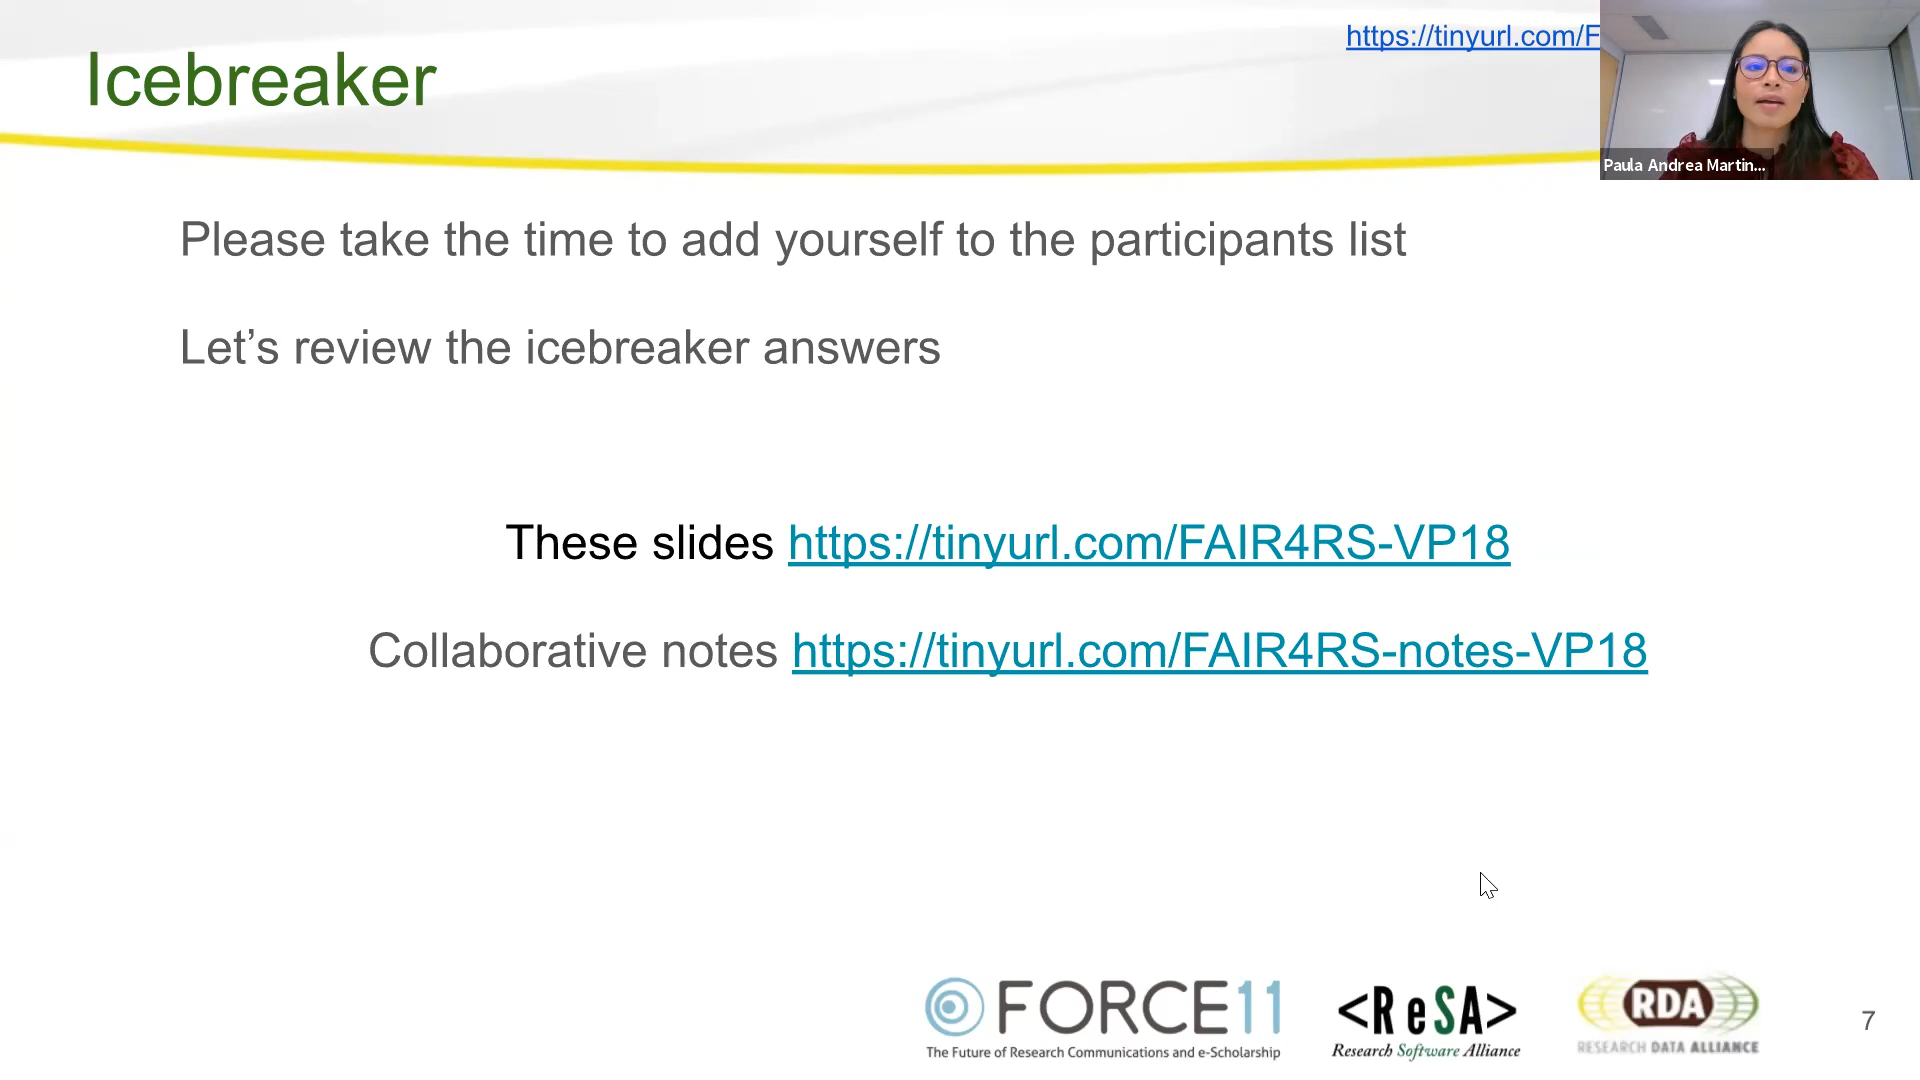 https://tinyurl.com/F
Icebreaker
Paula Andrea Martin...
Please take the time to add yourself to the participants list
Let’s review the icebreaker answers
These slides https://tinyurl.com/FAIR4RS-VP18
Collaborative notes https://tinyurl.com/FAIR4RS-notes-VP18
FORCE11
The Future of Research Communications and e-Scholarship
<ReSA>
Research Software Alliance
RDA
RESEARCH DATA ALLIANCE
7